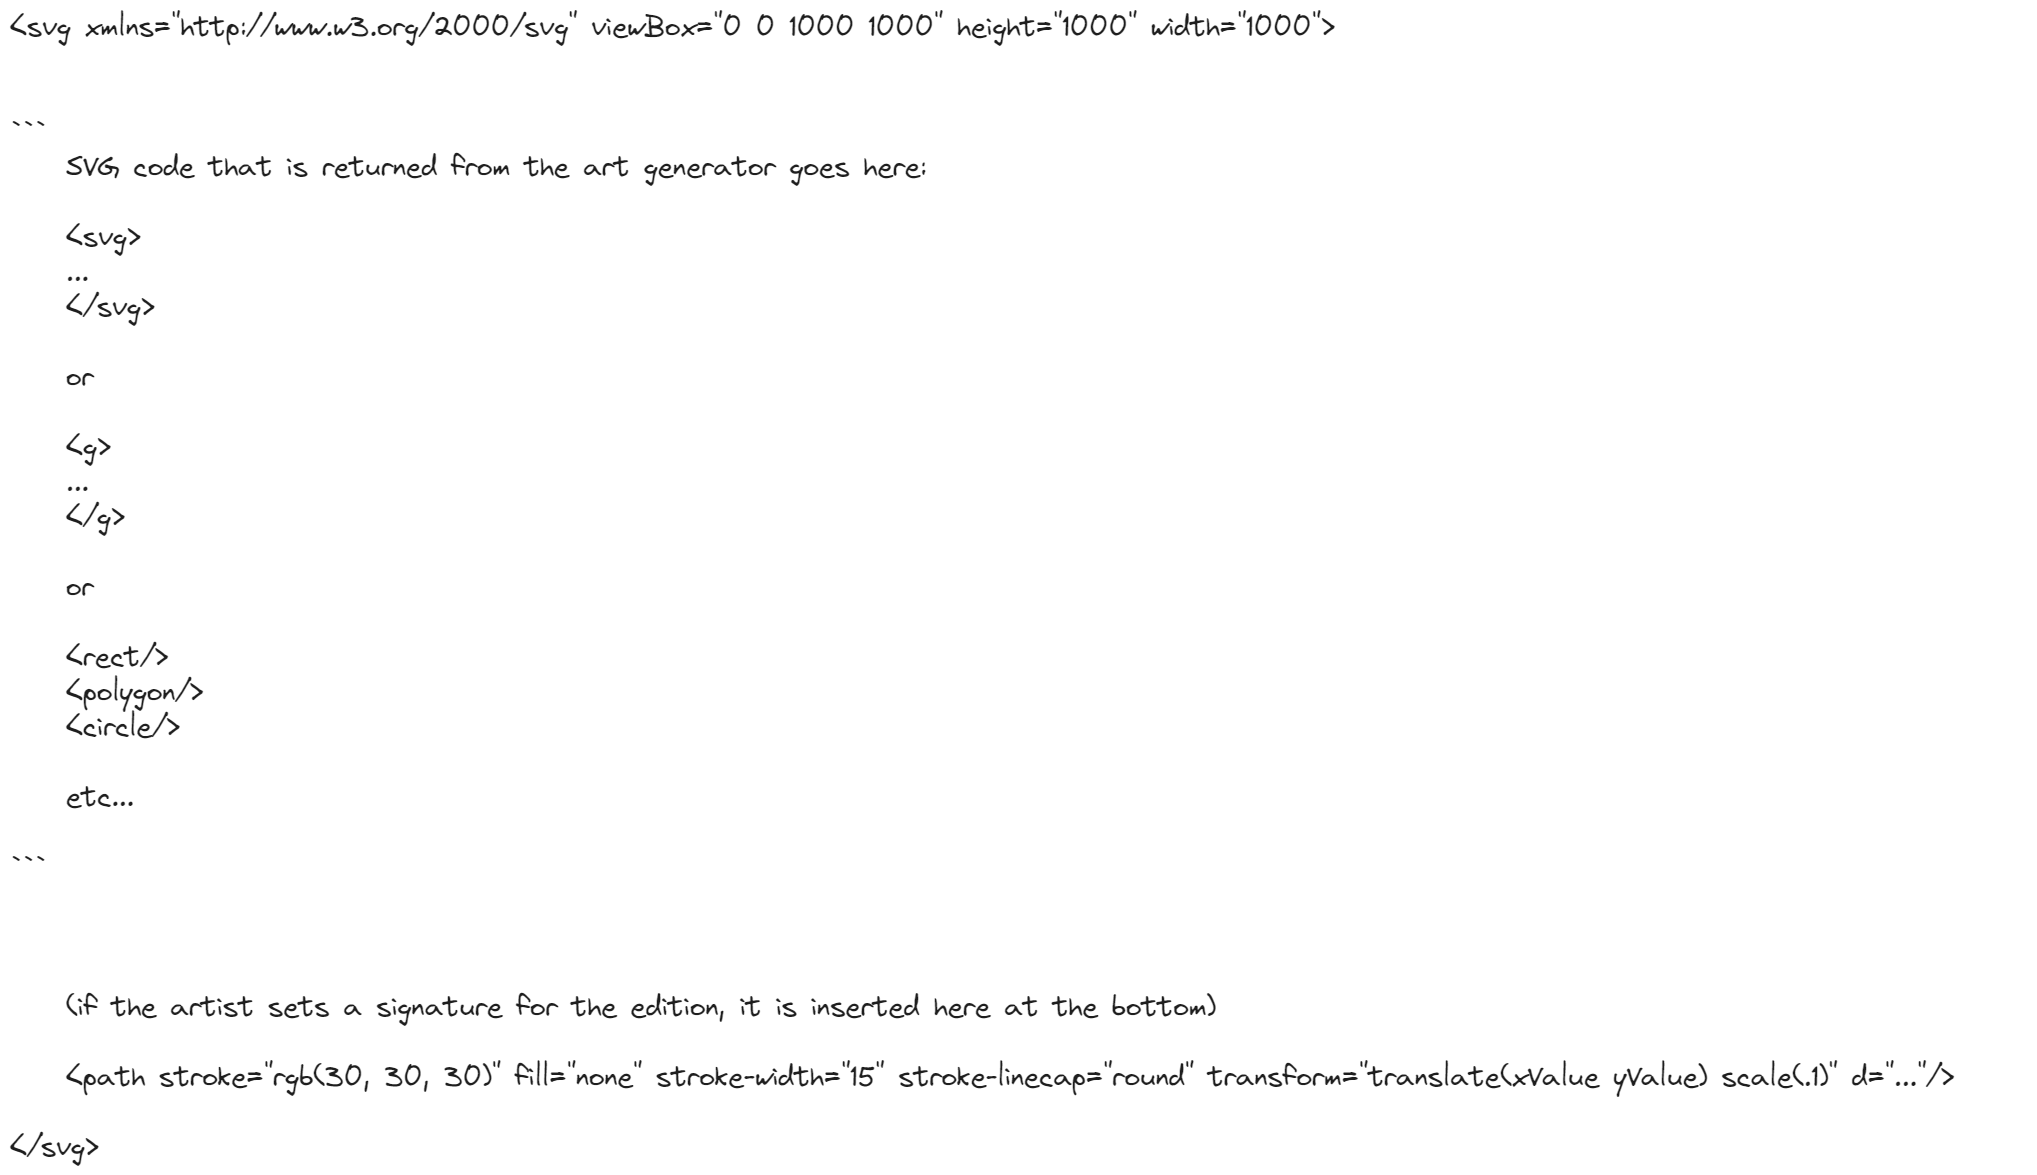 <svg xmlns="http://www.w3.org/2000/svg" viewBox="0 0 1000 1000" height="1000" width="1000">
```
SVG code that is returned from the art generator goes here:
<svg>
...
</svg>
or
<g>
...
</g>
or
<rect/>
<polygon/>
<circle/>
etc...
```
(if the artist sets a signature for the edition, it is inserted here at the bottom)
<path stroke="rgb(30, 30, 30)" fill="none" stroke-width="15" stroke-linecap="round" transform="translate(xValue yValue) scale(.1)" d="..."/>
</svg>